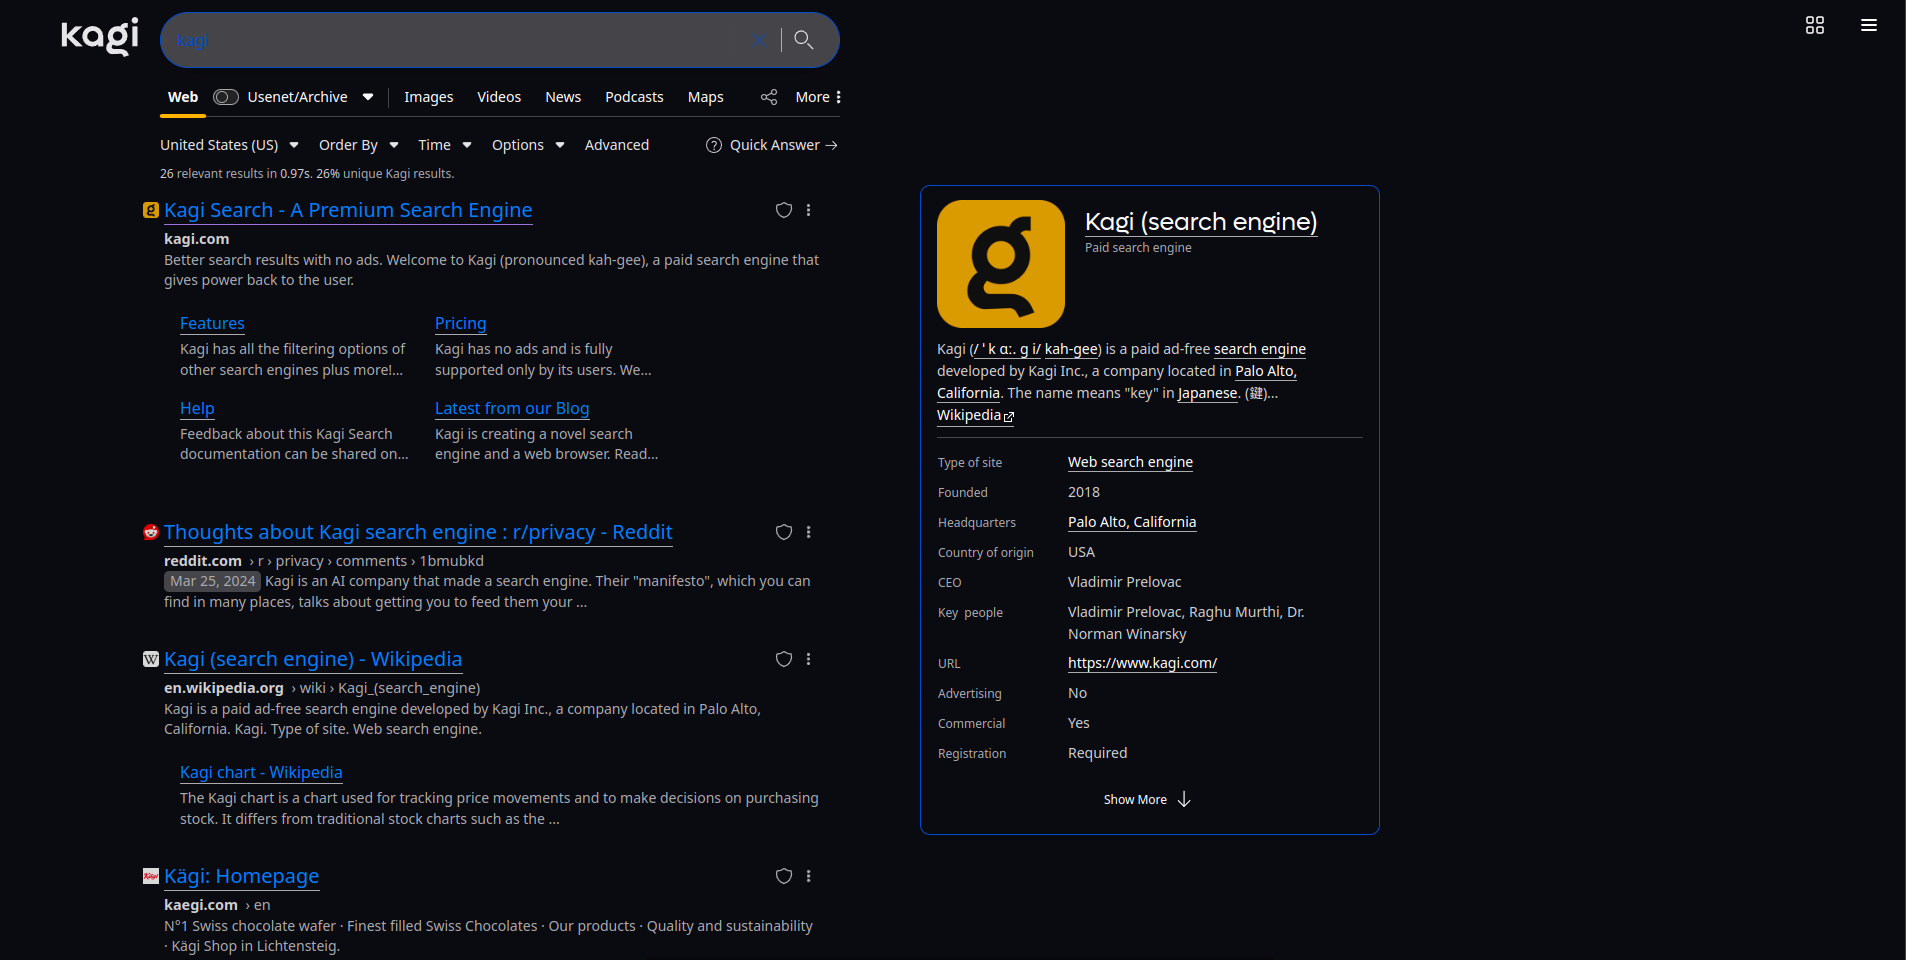 kagi
kagi
Web Usenet/Archive Images Videos News Podcasts Maps More
United States (US) Order By Time Options Advanced Quick Answer →
26 relevant results in 0.97s. 26% unique Kagi results.
Kagi Search - A Premium Search Engine
kagi.com
Better search results with no ads. Welcome to Kagi (pronounced kah-gee), a paid search engine that
gives power back to the user.
Features
Kagi has all the filtering options of
other search engines plus more!...
Pricing
Kagi has no ads and is fully
supported only by its users. We...
Help
Feedback about this Kagi Search
documentation can be shared on...
Latest from our Blog
Kagi is creating a novel search
engine and a web browser. Read...
Thoughts about Kagi search engine : r/privacy - Reddit
reddit.com › r › privacy › comments › 1bmubkd
Mar 25, 2024 Kagi is an AI company that made a search engine. Their "manifesto", which you can
find in many places, talks about getting you to feed them your ...
Kagi (search engine) - Wikipedia
en.wikipedia.org › wiki › Kagi_(search_engine)
Kagi is a paid ad-free search engine developed by Kagi Inc., a company located in Palo Alto,
California. Kagi. Type of site. Web search engine.
Kagi chart - Wikipedia
The Kagi chart is a chart used for tracking price movements and to make decisions on purchasing
stock. It differs from traditional stock charts such as the ...
Kägi: Homepage
kaegi.com › en
N°1 Swiss chocolate wafer · Finest filled Swiss Chocolates · Our products · Quality and sustainability
· Kägi Shop in Lichtensteig.
g
Kagi (search engine)
Paid search engine
Kagi (/ ˈ k ɑː. ɡ i/ kah-gee) is a paid ad-free search engine
developed by Kagi Inc., a company located in Palo Alto,
California. The name means "key" in Japanese. (鍵)...
Wikipedia
Type of site Web search engine
Founded 2018
Headquarters Palo Alto, California
Country of origin USA
CEO Vladimir Prelovac
Key people Vladimir Prelovac, Raghu Murthi, Dr.
Norman Winarsky
URL https://www.kagi.com/
Advertising No
Commercial Yes
Registration Required
Show More ↓